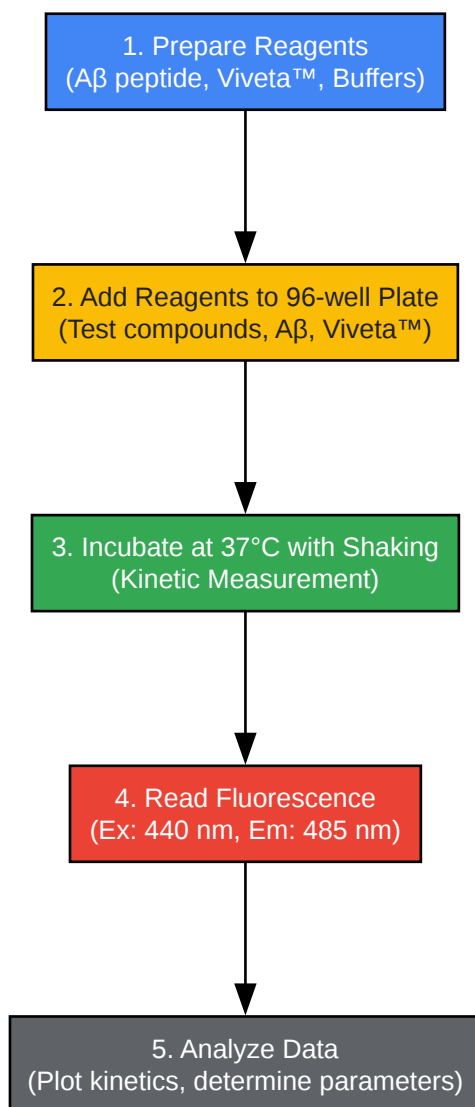 1. Prepare Reagents
(Aβ peptide, Viveta™, Buffers)
2. Add Reagents to 96-well Plate
(Test compounds, Aβ, Viveta™)
3. Incubate at 37°C with Shaking
(Kinetic Measurement)
4. Read Fluorescence
(Ex: 440 nm, Em: 485 nm)
5. Analyze Data
(Plot kinetics, determine parameters)